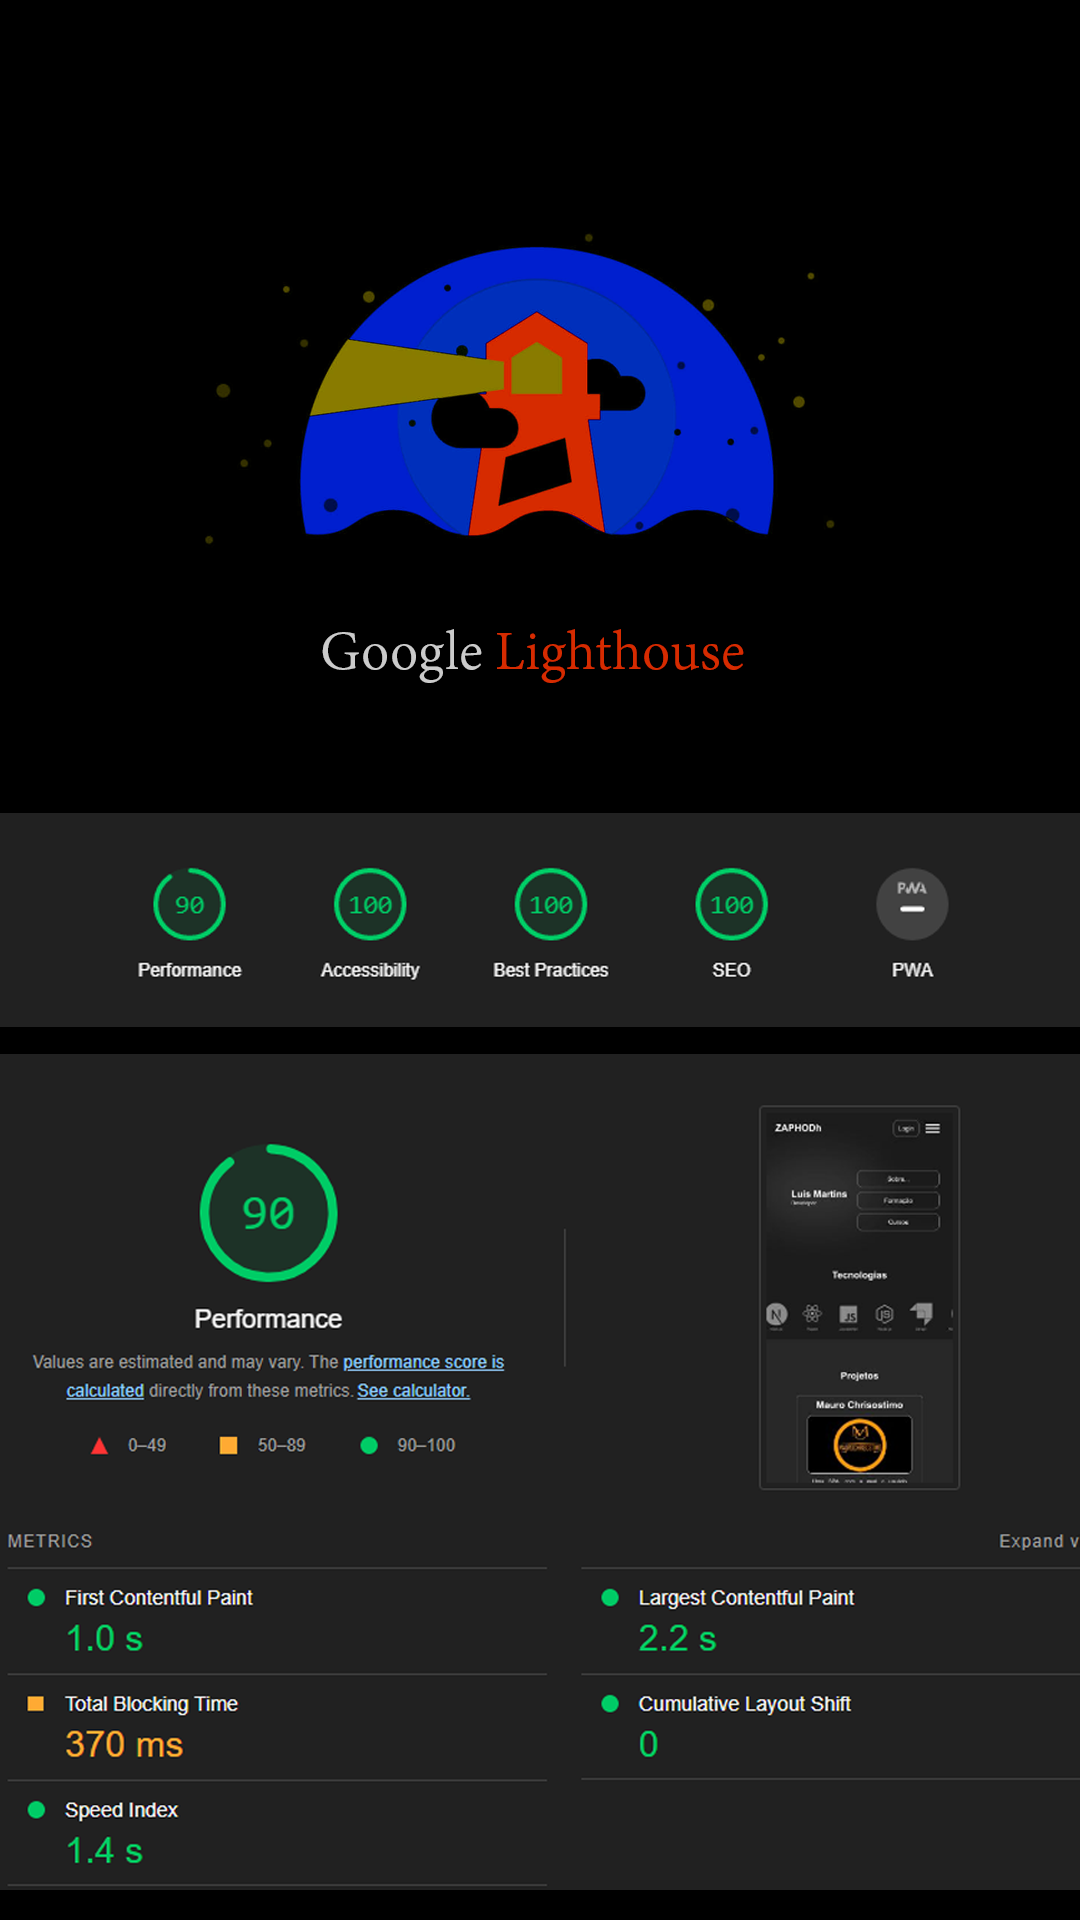 Google Lighthouse
90
100
100
100
PWA
Performance
Accessibility
Best Practices
SEO
PWA
90
Performance
Values are estimated and may vary. The performance score is
calculated directly from these metrics. See calculator.
0–49
50–89
90–100
ZAPHODh
Login
Luis Martins
Developer
Sobre...
Formação
Cursos
Tecnologias
N
JS
JS
Projetos
Mauro Chrisostimo
METRICS
Expand v
First Contentful Paint
1.0 s
Largest Contentful Paint
2.2 s
Total Blocking Time
370 ms
Cumulative Layout Shift
0
Speed Index
1.4 s